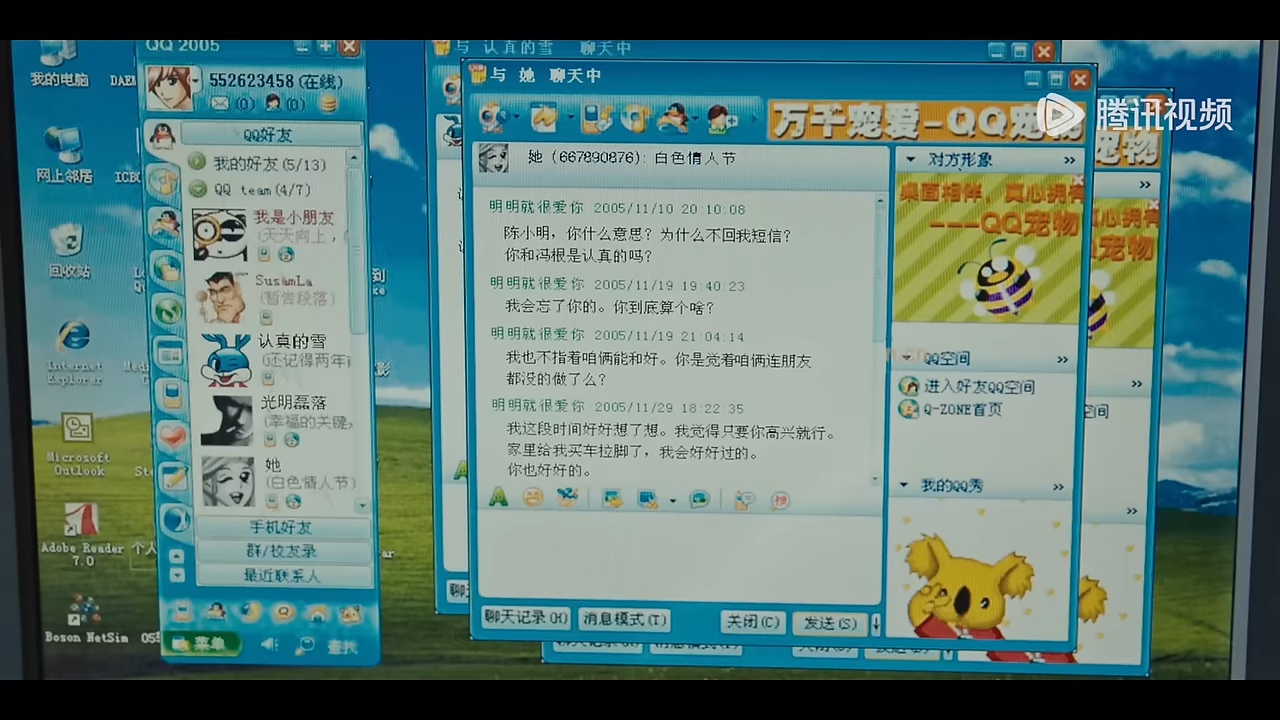 QQ 2005
552623458 (在线)
(0) (0)
QQ好友
我的好友(5/13)
QQ team(4/7)
我是小朋友
(天天向上，
SusamLa
(暂告段落)
认真的雪
(还记得两年
光明磊落
(幸福的关键，
她
(白色情人节)
手机好友
群/校友录
最近联系人
菜单
查找
我的电脑
网上邻居
回收站
Internet
Explorer
Microsoft
Outlook
Adobe Reader
7.0
Boson NetSim
与 认真的雪 聊天中
与 她 聊天中
万千宠爱-QQ宠物
腾讯视频
宠物
她 (667890876): 白色情人节
明明就很爱你 2005/11/10 20:10:08
陈小明，你什么意思？为什么不回我短信？
你和冯根是认真的吗？
明明就很爱你 2005/11/19 19:40:23
我会忘了你的。你到底算个啥？
明明就很爱你 2005/11/19 21:04:14
我也不指着咱俩能和好。你是觉着咱俩连朋友
都没的做了么？
明明就很爱你 2005/11/29 18:22:35
我这段时间好好想了想。我觉得只要你高兴就行。
家里给我买车拉脚了，我会好好过的。
你也好好的。
聊天记录(H)
消息模式(T)
关闭(C)
发送(S)
对方形象
桌面相伴，真心拥有
---QQ宠物
QQ空间
进入好友QQ空间
Q-ZONE首页
我的QQ秀